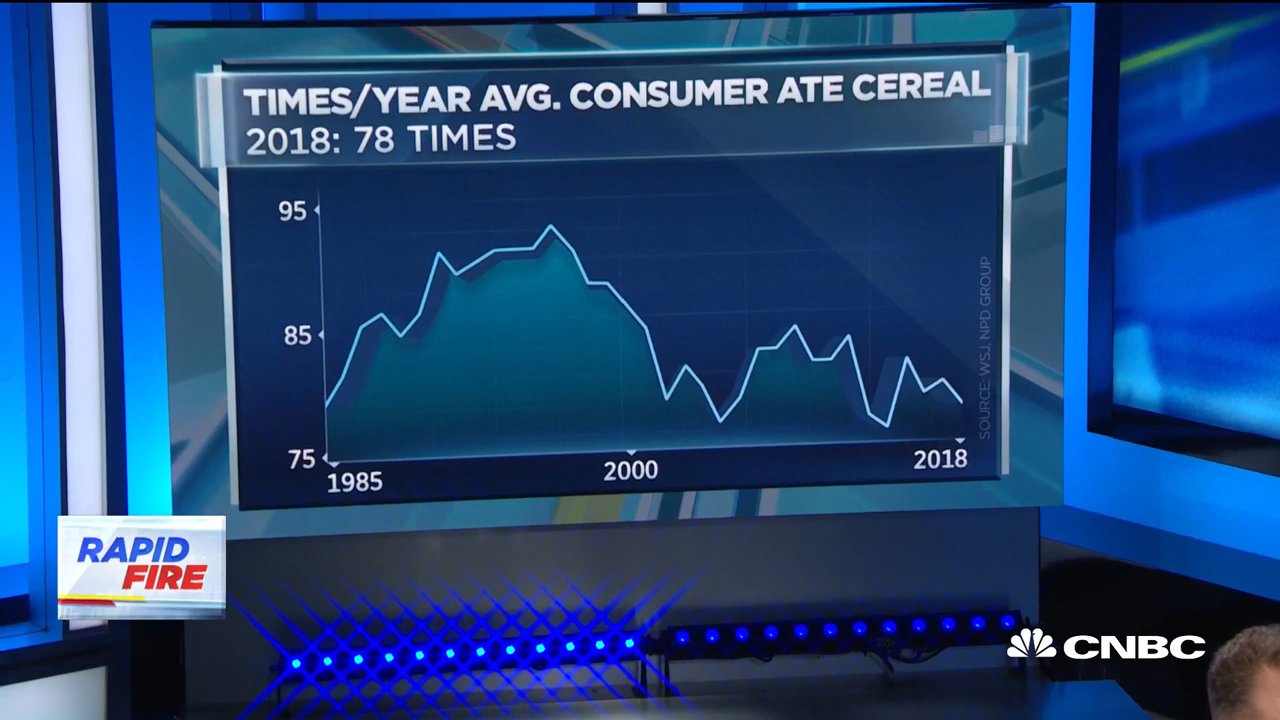 TIMES/YEAR AVG. CONSUMER ATE CEREAL
2018: 78 TIMES
95
85
75
1985
2000
2018
SOURCE: WSJ, NPD GROUP
RAPID
FIRE
CNBC